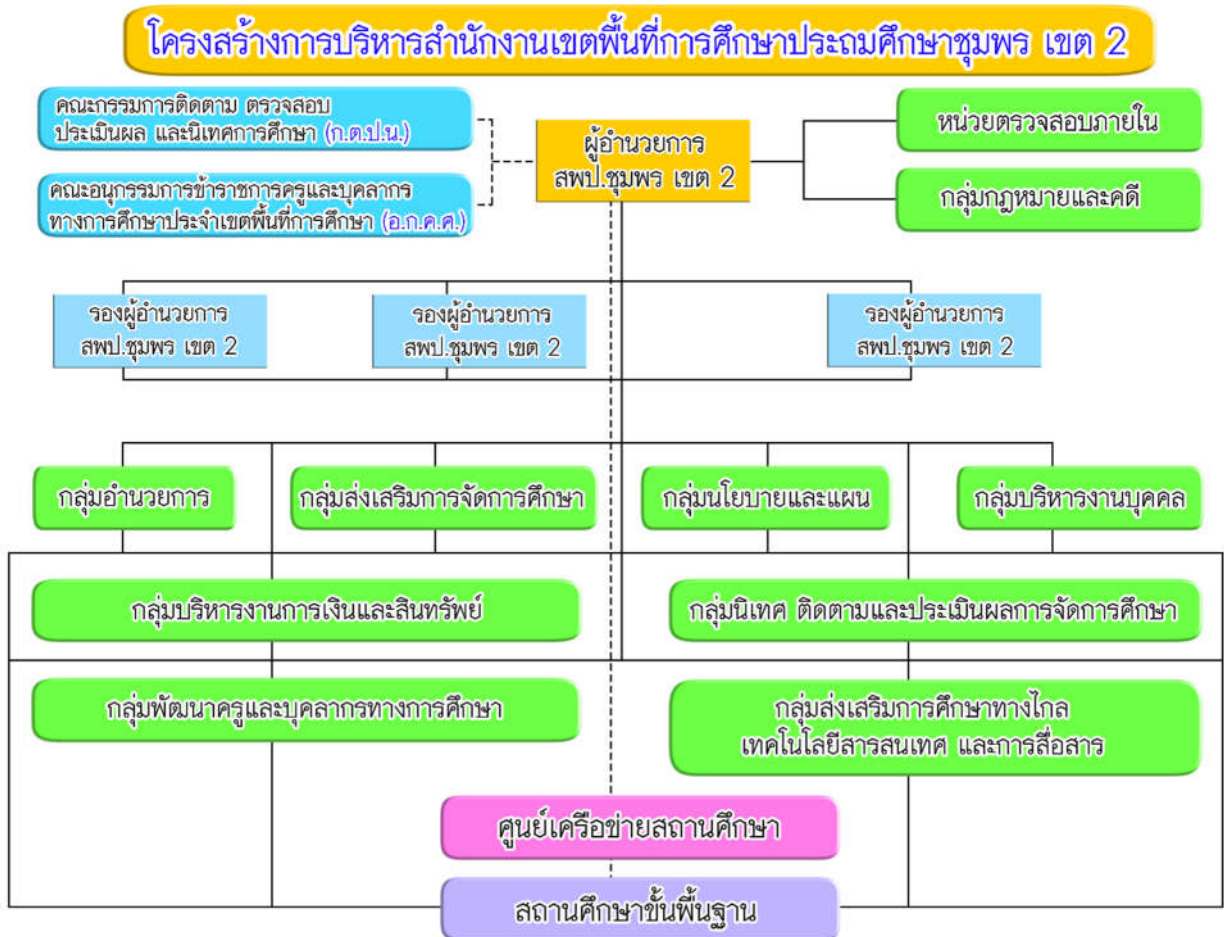 โครงสร้างการบริหารสำนักงานเขตพื้นที่การศึกษาประถมศึกษาชุมพร เขต 2
คณะกรรมการติดตาม ตรวจสอบ
ประเมินผล และนิเทศการศึกษา (ก.ต.ป.น.)
ผู้อำนวยการ
สพป.ชุมพร เขต 2
หน่วยตรวจสอบภายใน
คณะอนุกรรมการข้าราชการครูและบุคลากร
ทางการศึกษาประจำเขตพื้นที่การศึกษา (อ.ก.ค.ศ.)
กลุ่มกฎหมายและคดี
รองผู้อำนวยการ
สพป.ชุมพร เขต 2
รองผู้อำนวยการ
สพป.ชุมพร เขต 2
รองผู้อำนวยการ
สพป.ชุมพร เขต 2
กลุ่มอำนวยการ
กลุ่มส่งเสริมการจัดการศึกษา
กลุ่มนโยบายและแผน
กลุ่มบริหารงานบุคคล
กลุ่มบริหารงานการเงินและสินทรัพย์
กลุ่มนิเทศ ติดตามและประเมินผลการจัดการศึกษา
กลุ่มพัฒนาครูและบุคลากรทางการศึกษา
กลุ่มส่งเสริมการศึกษาทางไกล
เทคโนโลยีสารสนเทศ และการสื่อสาร
ศูนย์เครือข่ายสถานศึกษา
สถานศึกษาขั้นพื้นฐาน